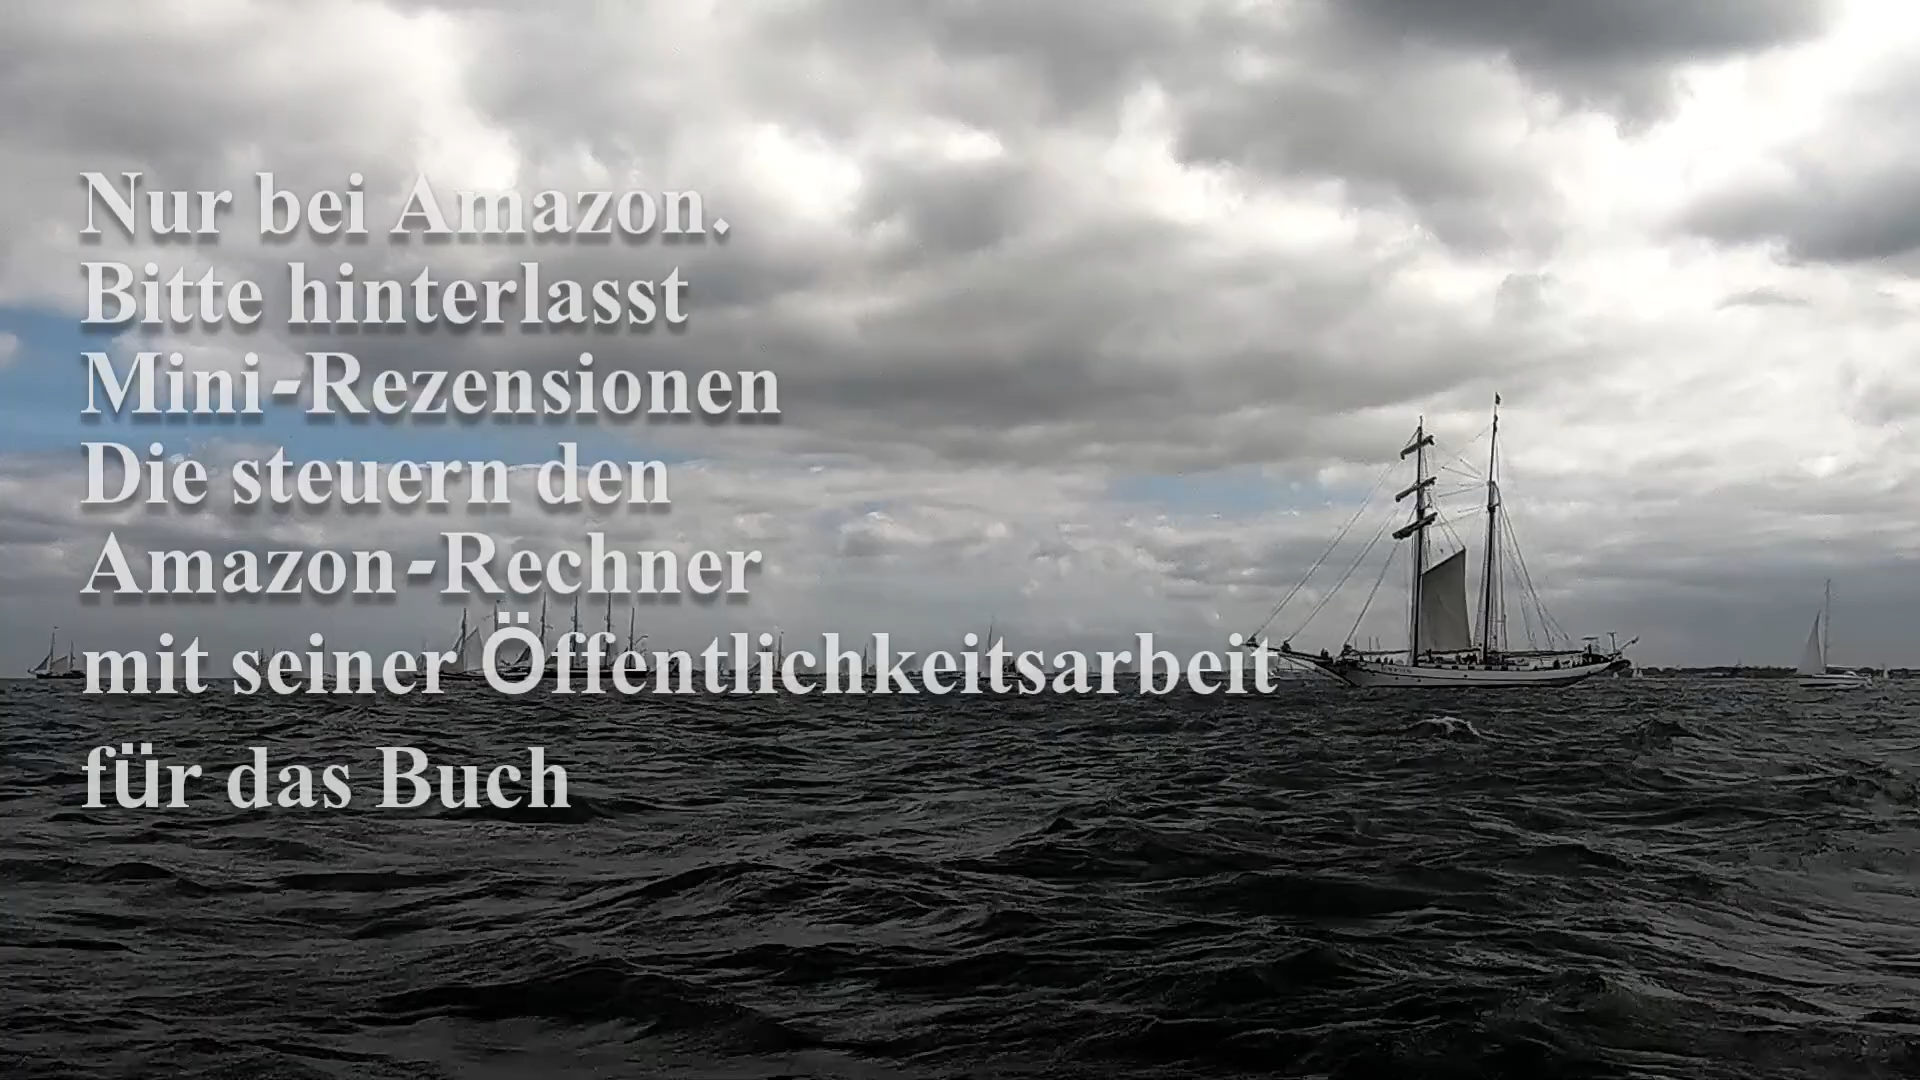 Nur bei Amazon.
Bitte hinterlasst
Mini-Rezensionen
Die steuern den
Amazon-Rechner
mit seiner Öffentlichkeitsarbeit
für das Buch